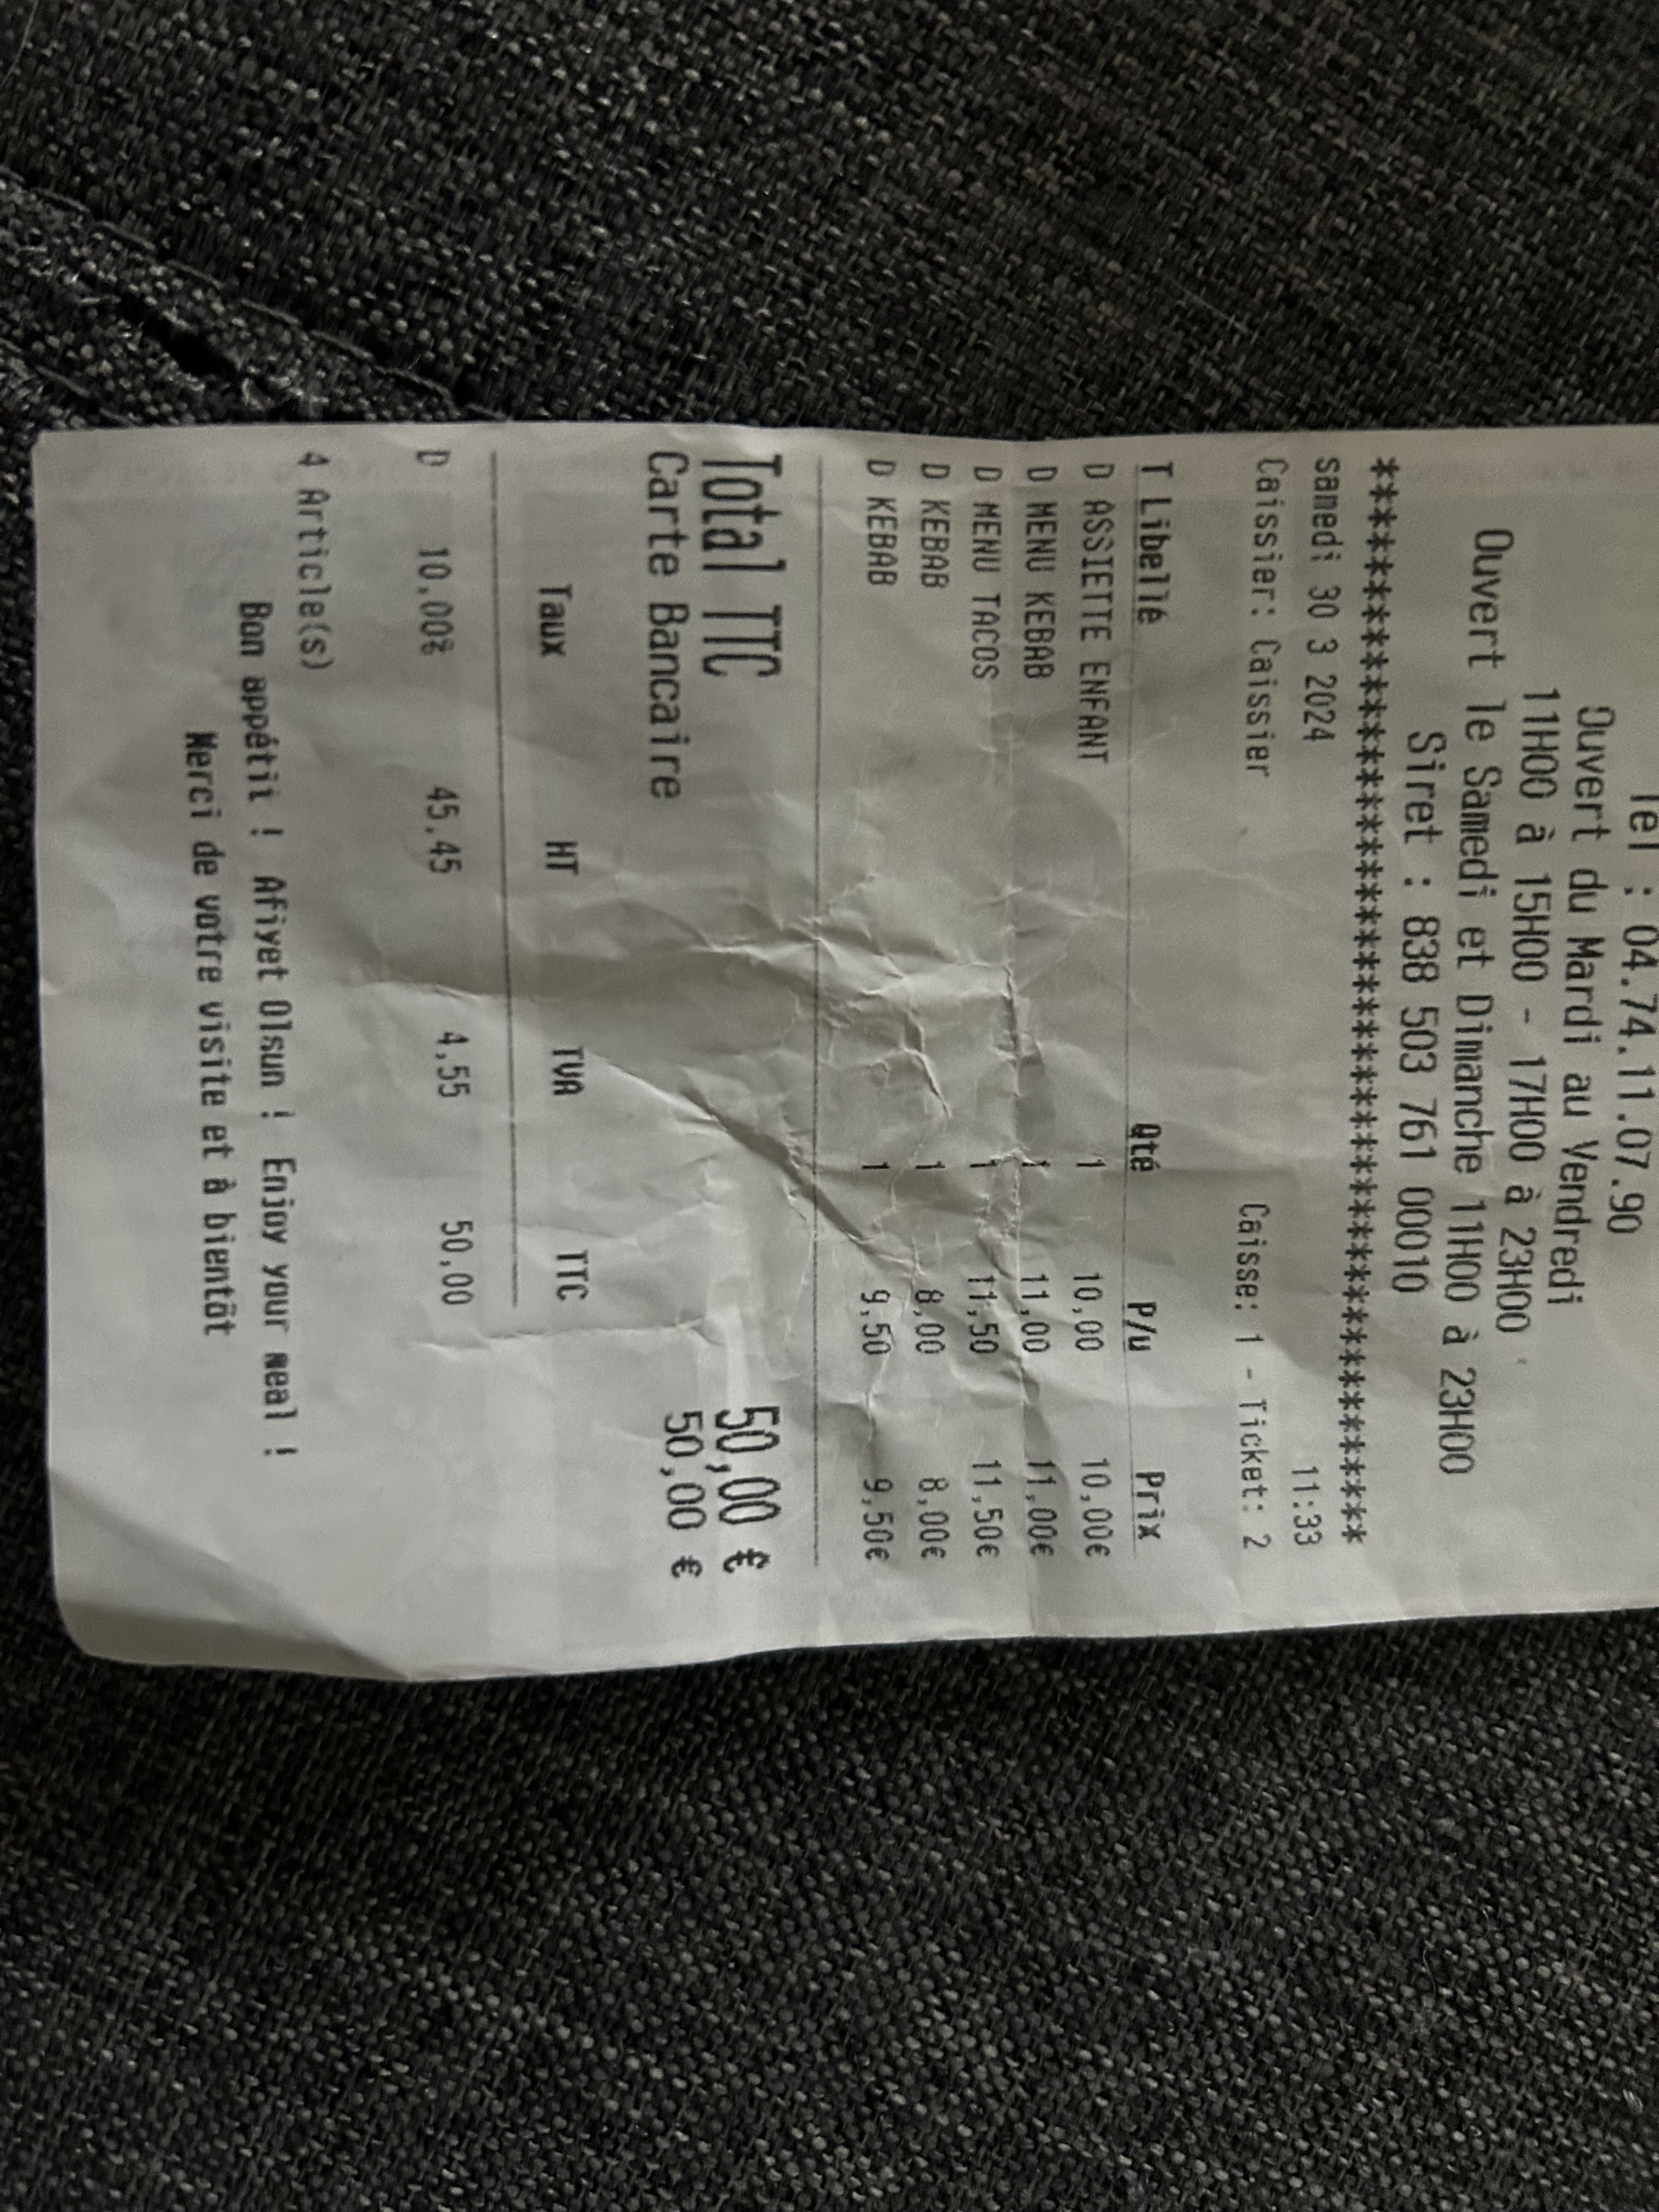 Tel : 04.74.11.07.90
Ouvert du Mardi au Vendredi
11H00 à 15H00 - 17H00 à 23H00
Ouvert le Samedi et Dimanche 11H00 à 23H00
Siret : 838 503 761 00010
******************************************
samedi 30 3 2024 11:33
Caissier: Caissier Caisse: 1 - Ticket: 2
T Libellé Qté P/u Prix
D ASSIETTE ENFANT 1 10,00 10,00€
D MENU KEBAB 1 11,00 11,00€
D MENU TACOS 1 11,50 11,50€
D KEBAB 1 8,00 8,00€
D KEBAB 1 9,50 9,50€
Total TTC 50,00 €
Carte Bancaire 50,00 €
Taux HT TVA TTC
D 10,00% 45,45 4,55 50,00
4 Article(s)
Bon appétit ! Afiyet Olsun ! Enjoy your meal !
Merci de votre visite et à bientôt